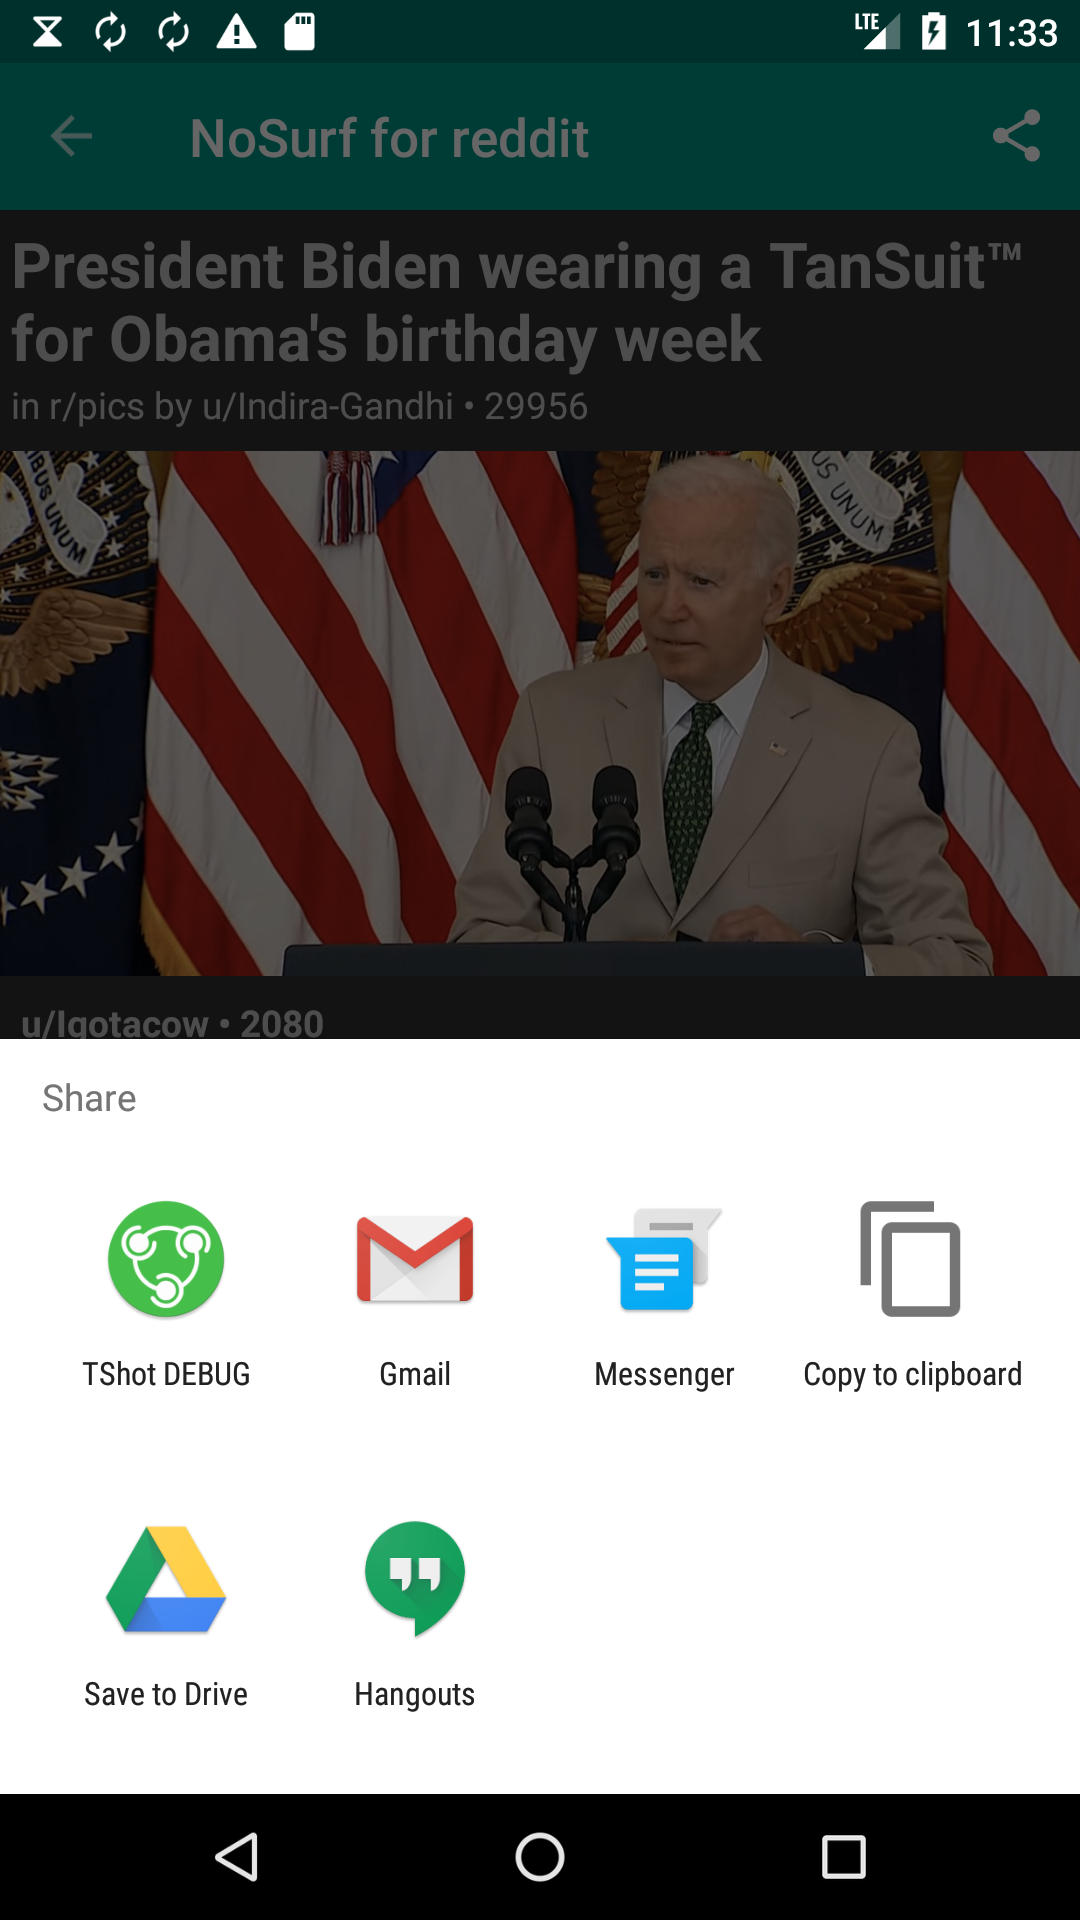 LTE 11:33
NoSurf for reddit
President Biden wearing a TanSuit™
for Obama's birthday week
in r/pics by u/Indira-Gandhi • 29956
BUS UNUM
US UNUM
u/Igotacow • 2080
Share
TShot DEBUG
Gmail
Messenger
Copy to clipboard
Save to Drive
Hangouts